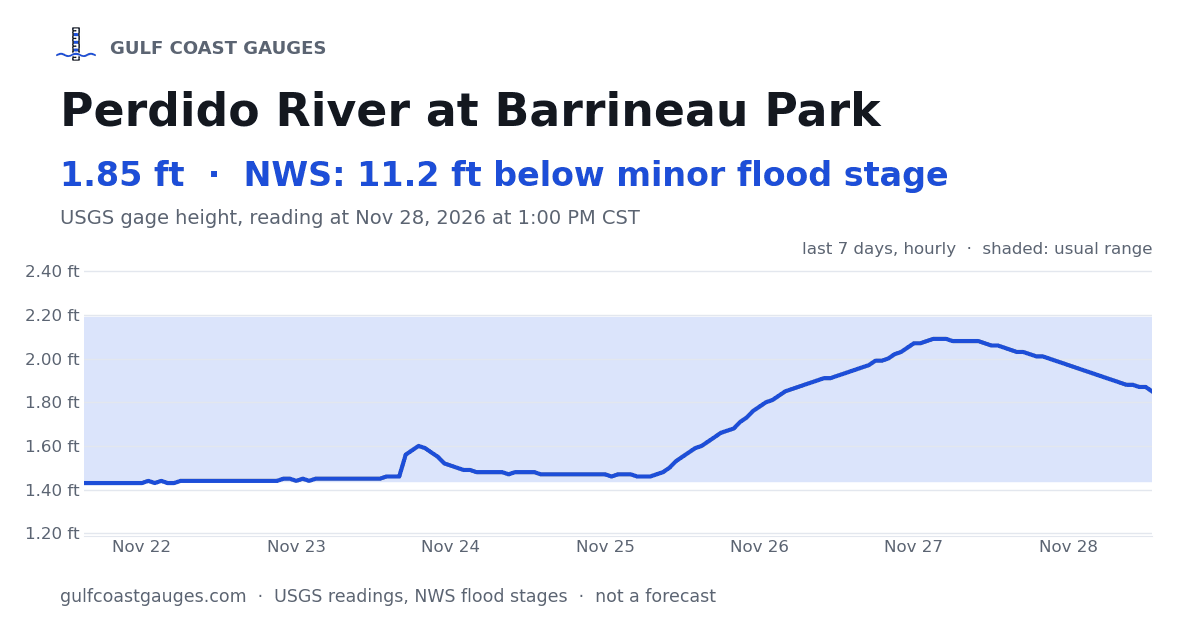 GULF COAST GAUGES
Perdido River at Barrineau Park
1.85 ft · NWS: 11.2 ft below minor flood stage
USGS gage height, reading at Nov 28, 2026 at 1:00 PM CST
last 7 days, hourly · shaded: usual range
2.40 ft
2.20 ft
2.00 ft
1.80 ft
1.60 ft
1.40 ft
1.20 ft
Nov 22 Nov 23 Nov 24 Nov 25 Nov 26 Nov 27 Nov 28
gulfcoastgauges.com · USGS readings, NWS flood stages · not a forecast